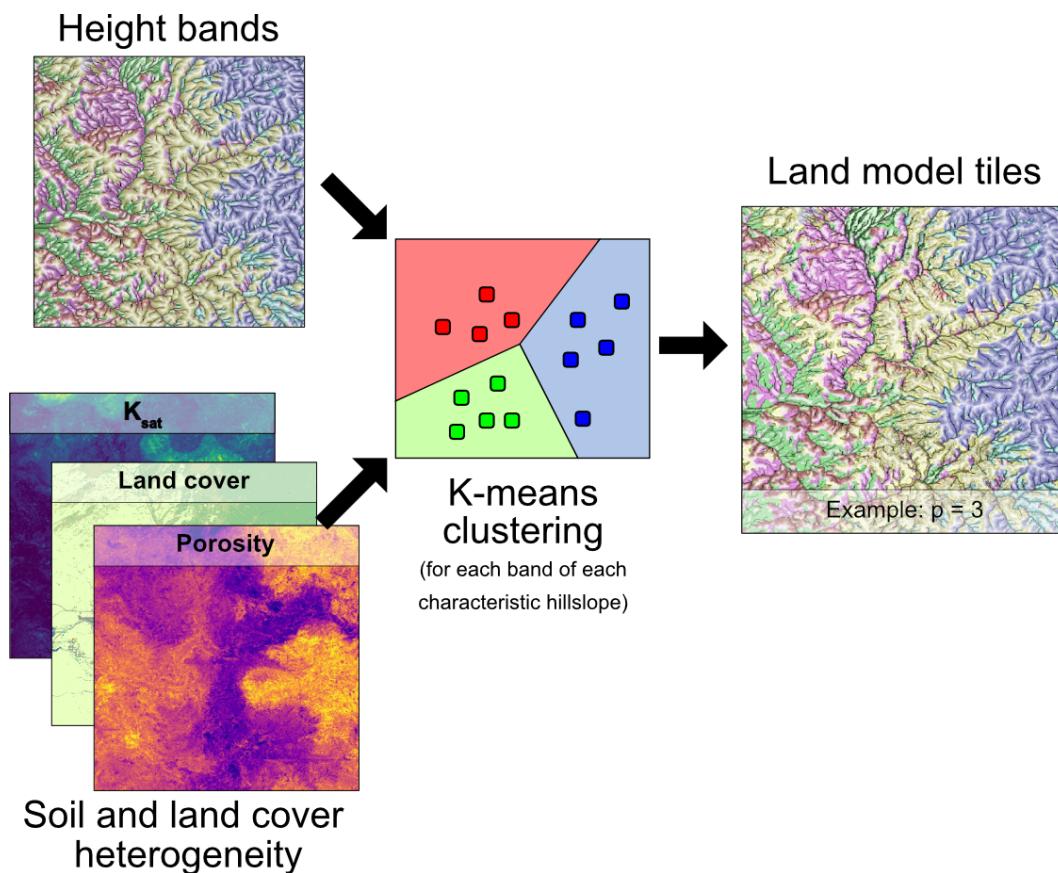 Height bands
Land model tiles
K_sat
Land cover
Porosity
K-means
clustering
(for each band of each
characteristic hillslope)
Example: p = 3
Soil and land cover
heterogeneity